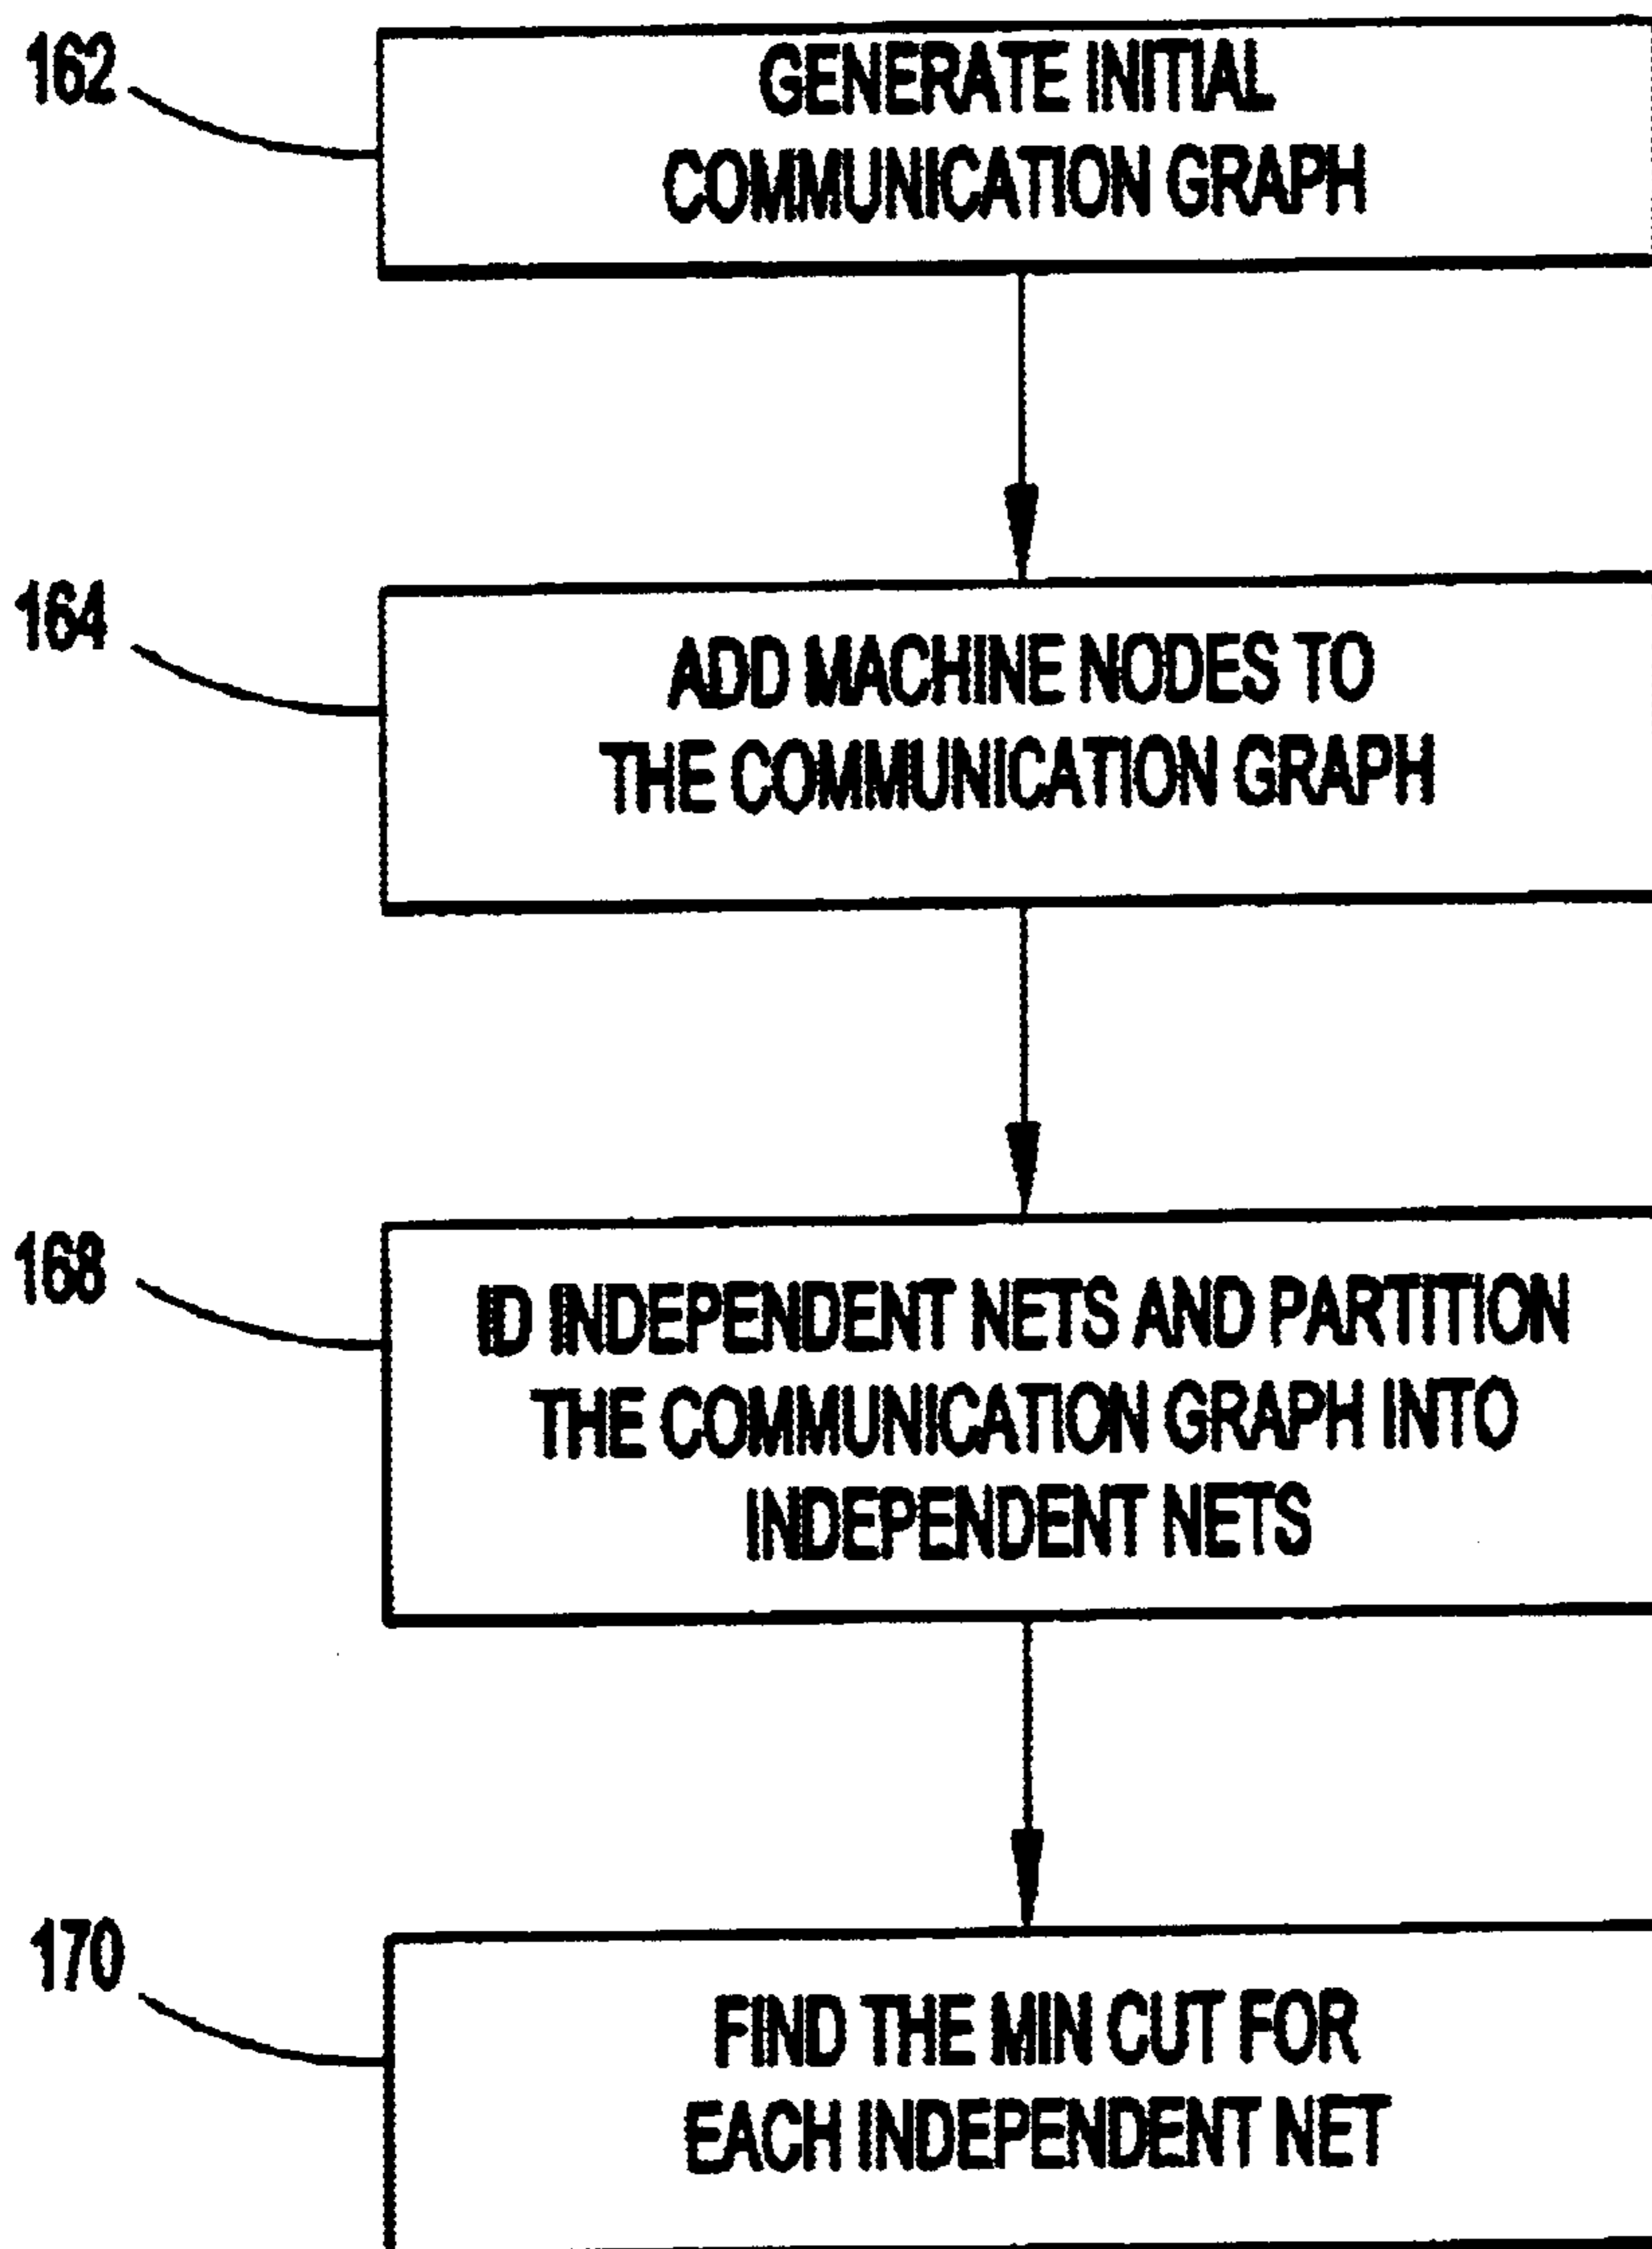 162
GENERATE INITIAL
COMMUNICATION GRAPH
164
ADD MACHINE NODES TO
THE COMMUNICATION GRAPH
168
ID INDEPENDENT NETS AND PARTITION
THE COMMUNICATION GRAPH INTO
INDEPENDENT NETS
170
FIND THE MIN CUT FOR
EACH INDEPENDENT NET